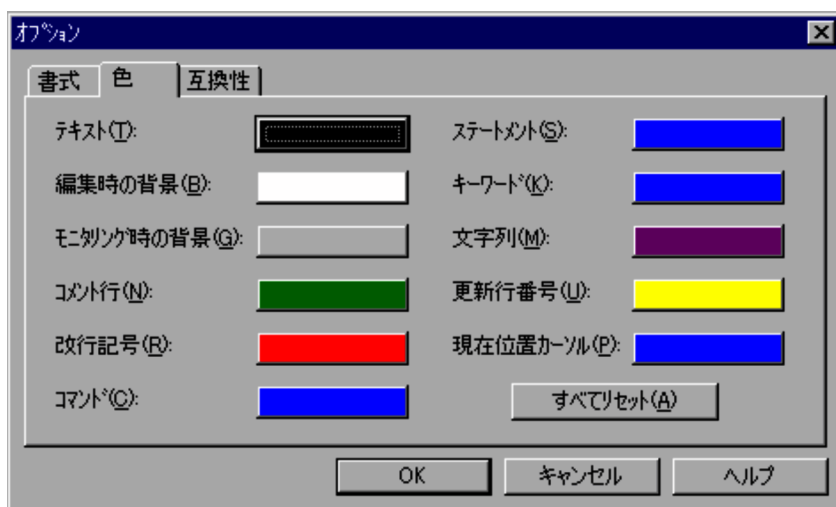 オプション
書式 色 互換性
テキスト(T):
編集時の背景(B):
モニタリング時の背景(G):
コメント行(N):
改行記号(R):
コマンド(C):
ステートメント(S):
キーワード(K):
文字列(M):
更新行番号(U):
現在位置カーソル(P):
すべてリセット(A)
OK キャンセル ヘルプ